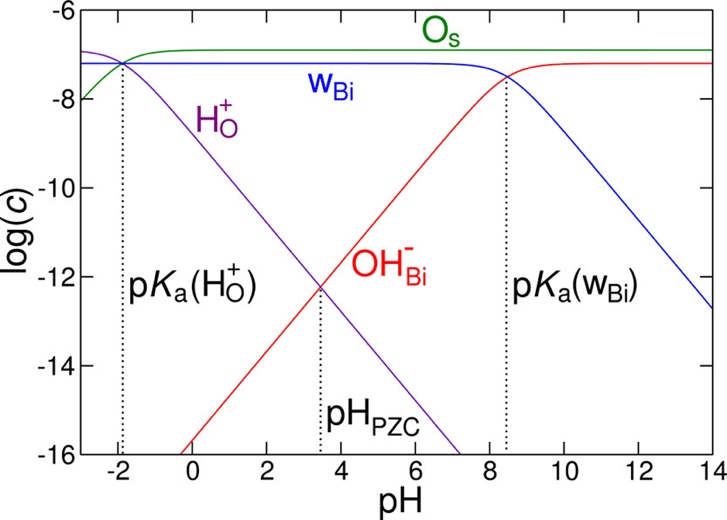 -6
-8
-10
-12
-14
-16
log(c)
O_s
w_Bi
H_O^+
OH_Bi^-
pK_a(H_O^+)
pK_a(w_Bi)
pH_PZC
-2 0 2 4 6 8 10 12 14
pH